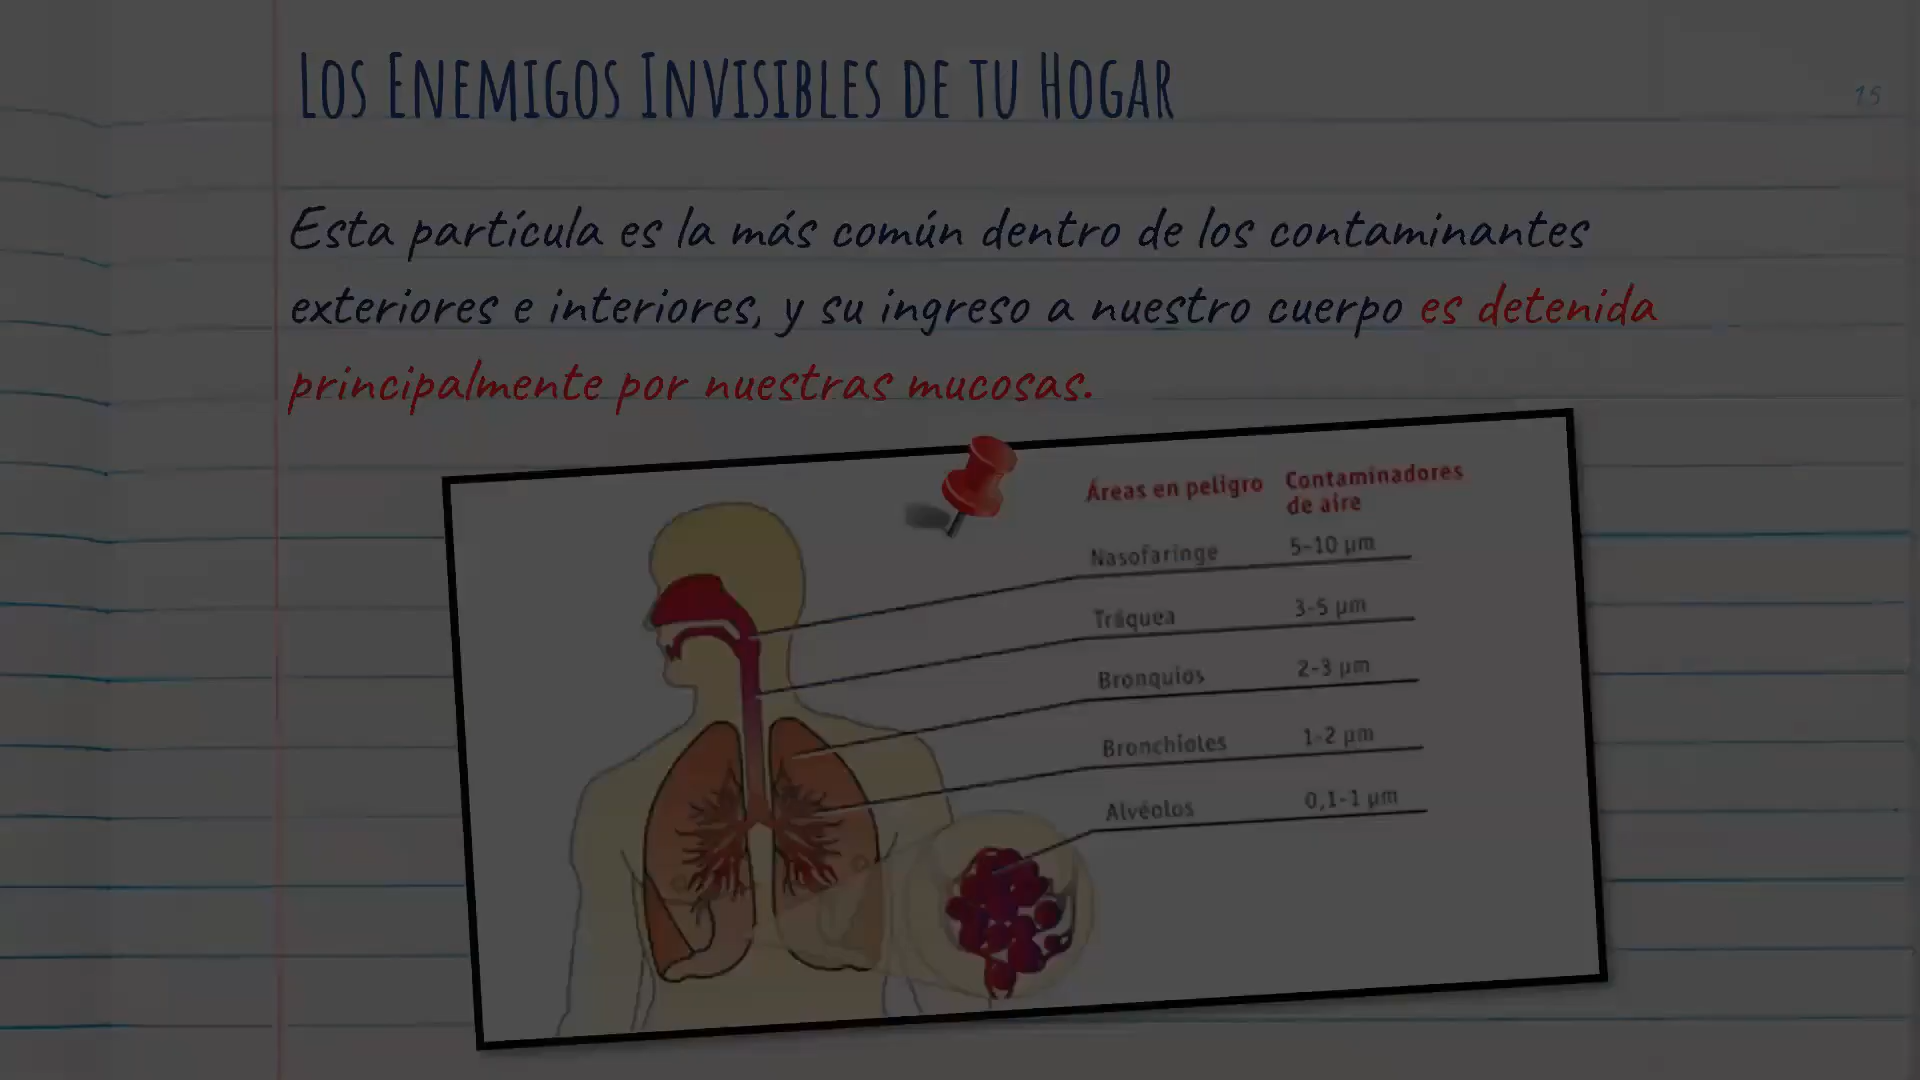 LOS ENEMIGOS INVISIBLES DE TU HOGAR
15
Esta partícula es la más común dentro de los contaminantes
exteriores e interiores, y su ingreso a nuestro cuerpo es detenida
principalmente por nuestras mucosas.
Áreas en peligro Contaminadores
de aire
Nasofaringe 5-10 µm
Tráquea 3-5 µm
Bronquios 2-3 µm
Bronchioles 1-2 µm
Alvéolos 0,1-1 µm